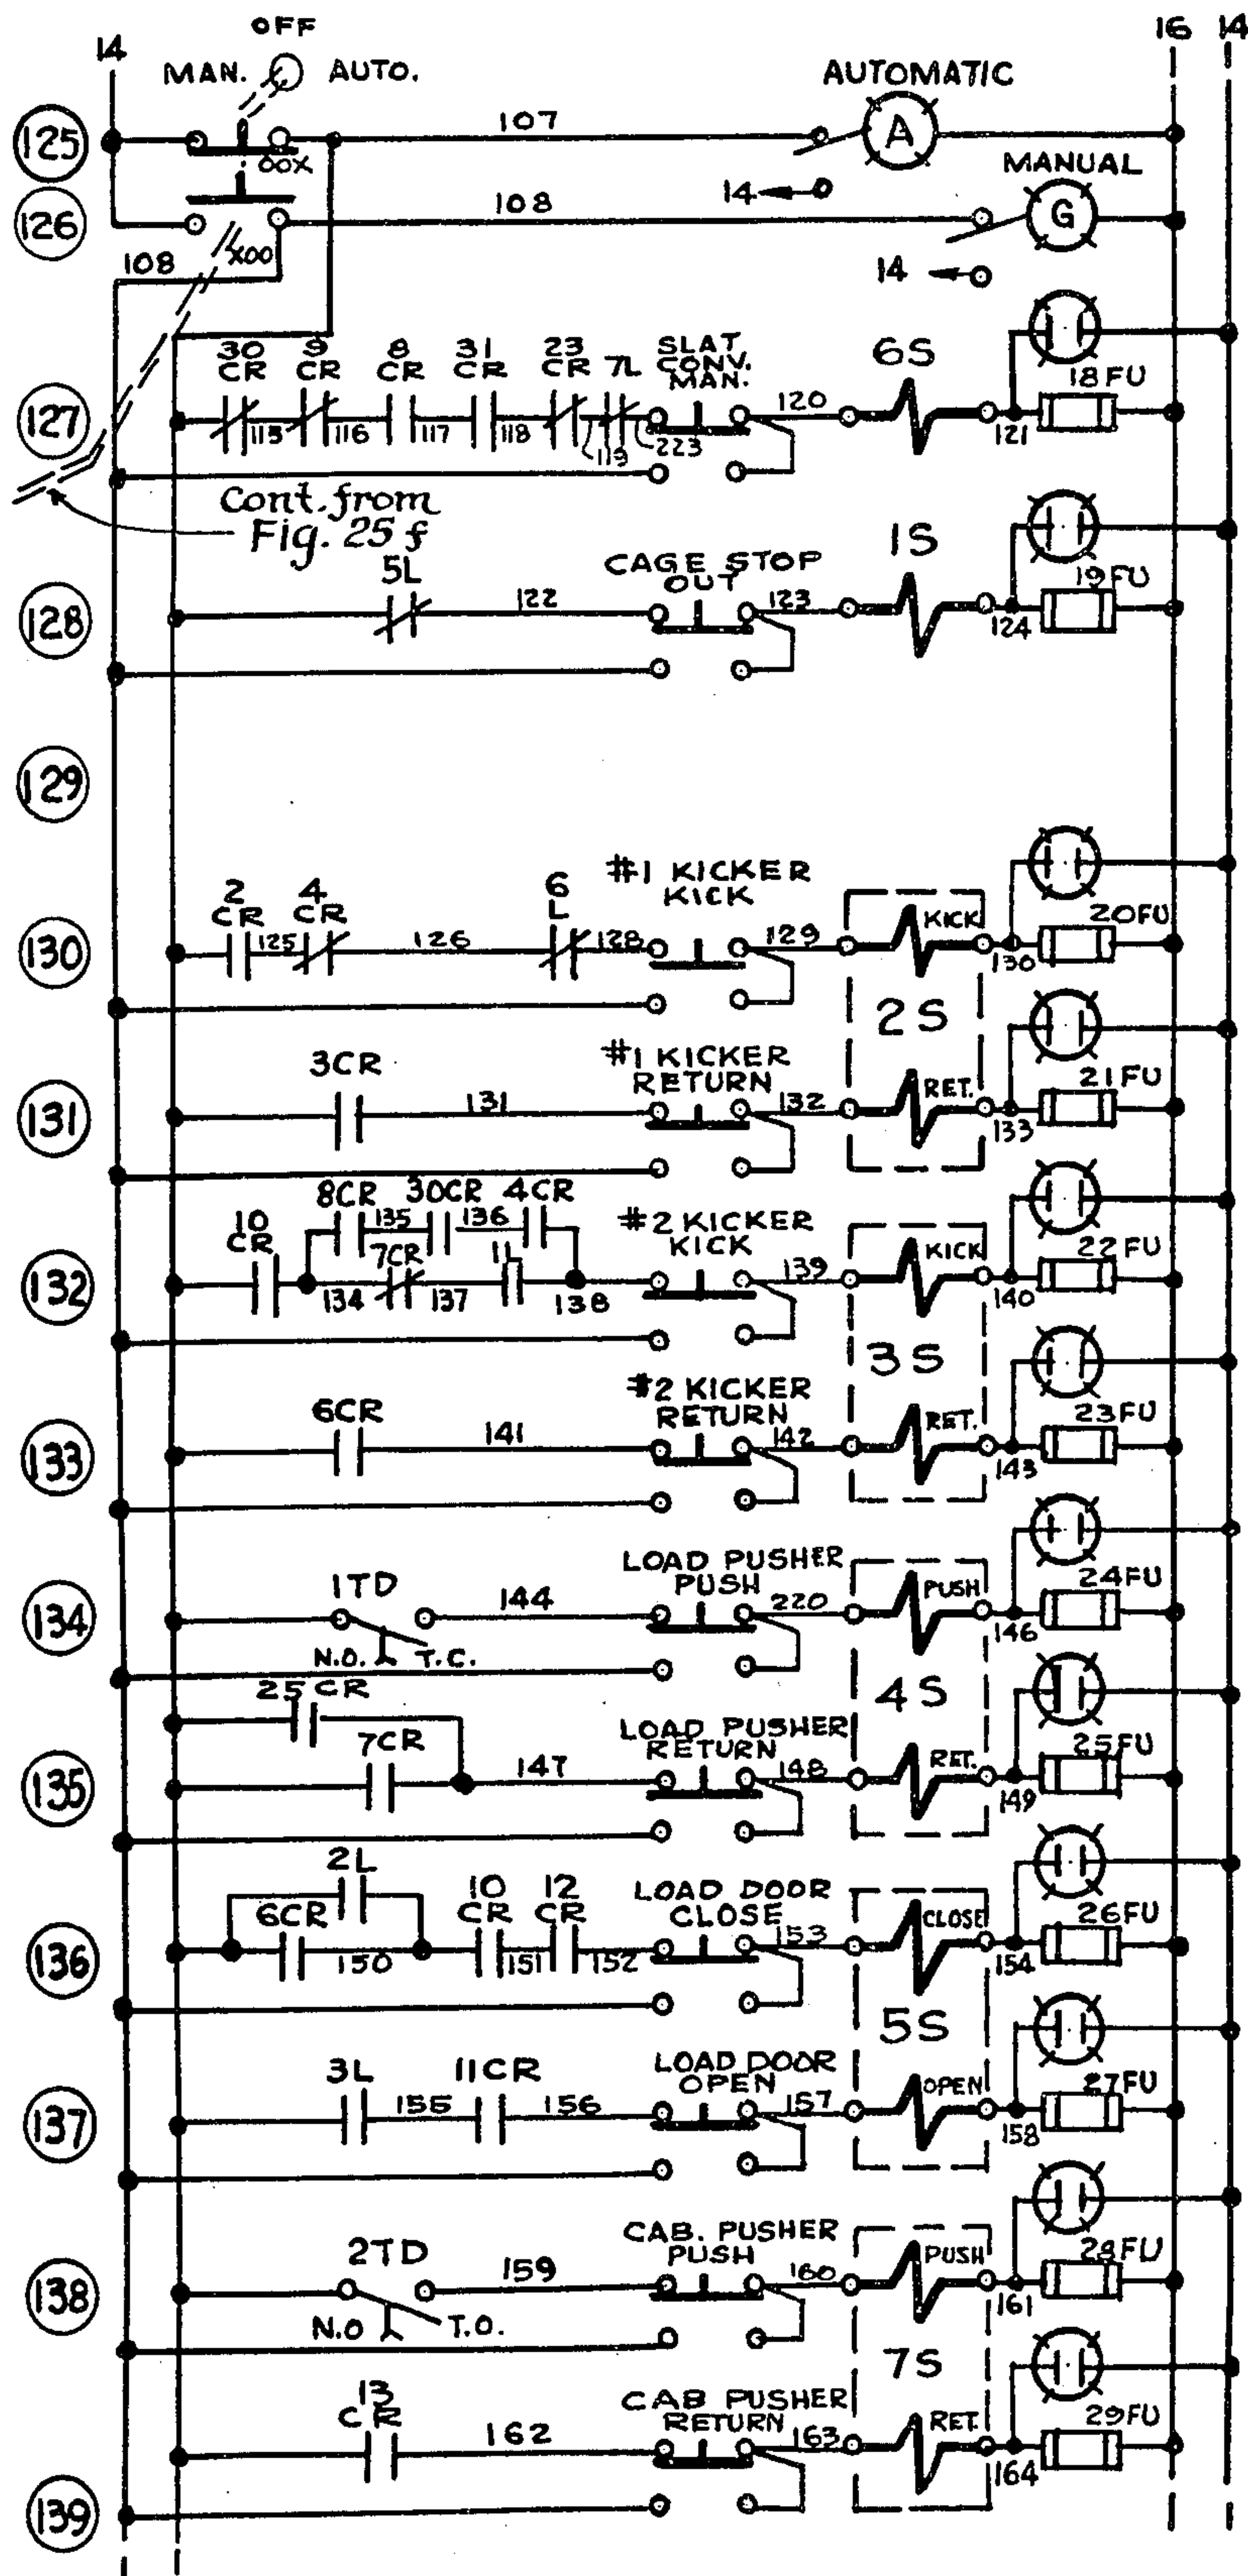 OFF
14
MAN.
AUTO.
AUTOMATIC
16
14
125
00X
107
A
14
MANUAL
126
X00
108
108
G
14
127
30 CR
115
9 CR
116
8 CR
117
31 CR
118
23 CR
119
7L
223
SLAT CONV. MAN.
120
6S
121
18FU
Cont. from
Fig. 25 f
128
5L
122
CAGE STOP
OUT
123
1S
124
19FU
129
130
2 CR
125
4 CR
126
6 L
128
#1 KICKER
KICK
129
KICK
130
20FU
2S
131
3CR
131
#1 KICKER
RETURN
132
RET.
133
21FU
132
10 CR
8CR
135
30CR
136
4CR
134
7CR
137
1L
138
#2 KICKER
KICK
139
KICK
140
22FU
3S
133
6CR
141
#2 KICKER
RETURN
142
RET.
143
23FU
134
1TD
N.O.
T.C.
144
LOAD PUSHER
PUSH
220
PUSH
146
24FU
4S
135
25CR
7CR
147
LOAD PUSHER
RETURN
148
RET.
149
25FU
136
2L
6CR
150
10 CR
151
12 CR
152
LOAD DOOR
CLOSE
153
CLOSE
154
26FU
5S
137
3L
155
11CR
156
LOAD DOOR
OPEN
157
OPEN
158
27FU
138
2TD
N.O
T.O.
159
CAB. PUSHER
PUSH
160
PUSH
161
28FU
7S
13 CR
162
CAB PUSHER
RETURN
163
RET.
164
29FU
139